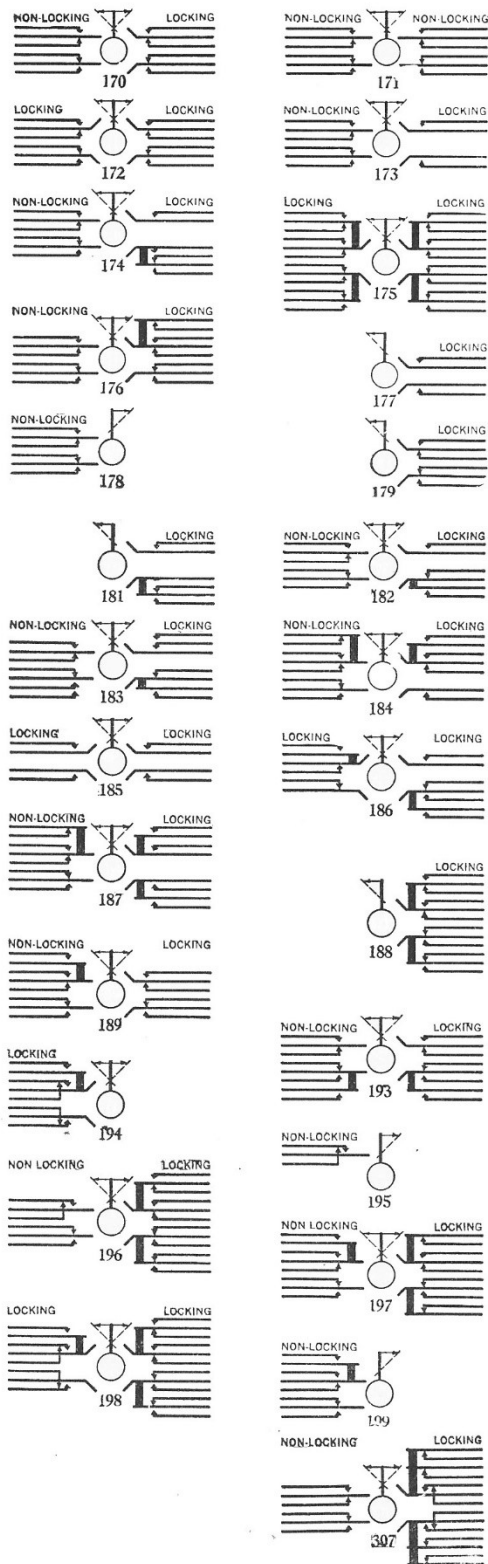 NON-LOCKING LOCKING
170
NON-LOCKING NON-LOCKING
171
LOCKING LOCKING
172
NON-LOCKING LOCKING
173
NON-LOCKING LOCKING
174
LOCKING LOCKING
175
NON-LOCKING LOCKING
176
LOCKING
177
NON-LOCKING
178
LOCKING
179
LOCKING
181
NON-LOCKING LOCKING
182
NON-LOCKING LOCKING
183
NON-LOCKING LOCKING
184
LOCKING LOCKING
185
LOCKING LOCKING
186
NON-LOCKING LOCKING
187
LOCKING
188
NON-LOCKING LOCKING
189
NON-LOCKING LOCKING
193
LOCKING
194
NON-LOCKING
195
NON LOCKING LOCKING
196
NON LOCKING LOCKING
197
LOCKING LOCKING
198
NON-LOCKING
199
NON-LOCKING LOCKING
307